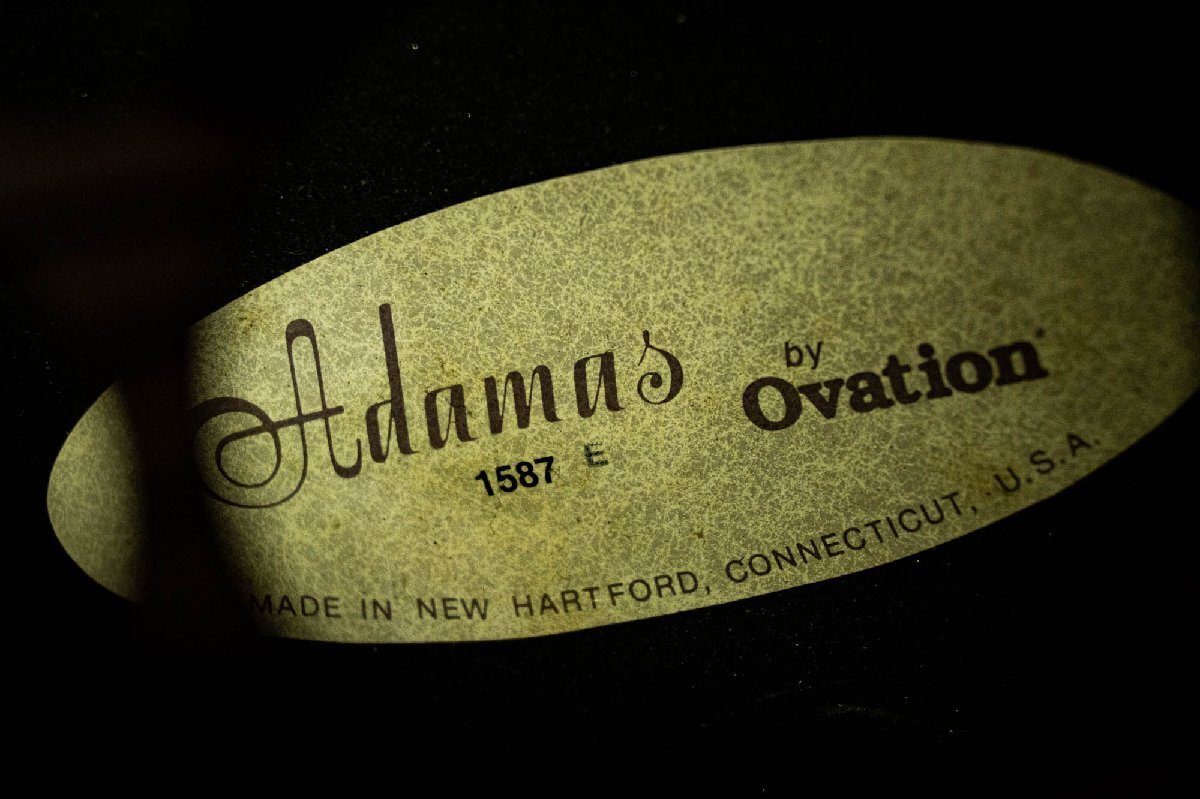 Adamas by Ovation
1587 E
MADE IN NEW HARTFORD, CONNECTICUT, U.S.A.